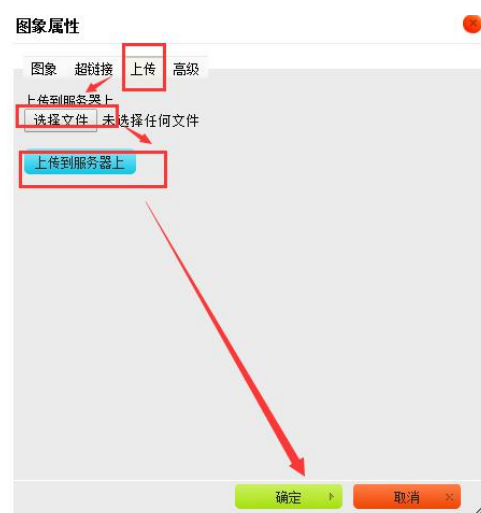 图象属性
图象 超链接 上传 高级
上传到服务器上
选择文件 未选择任何文件
上传到服务器上
确定
取消